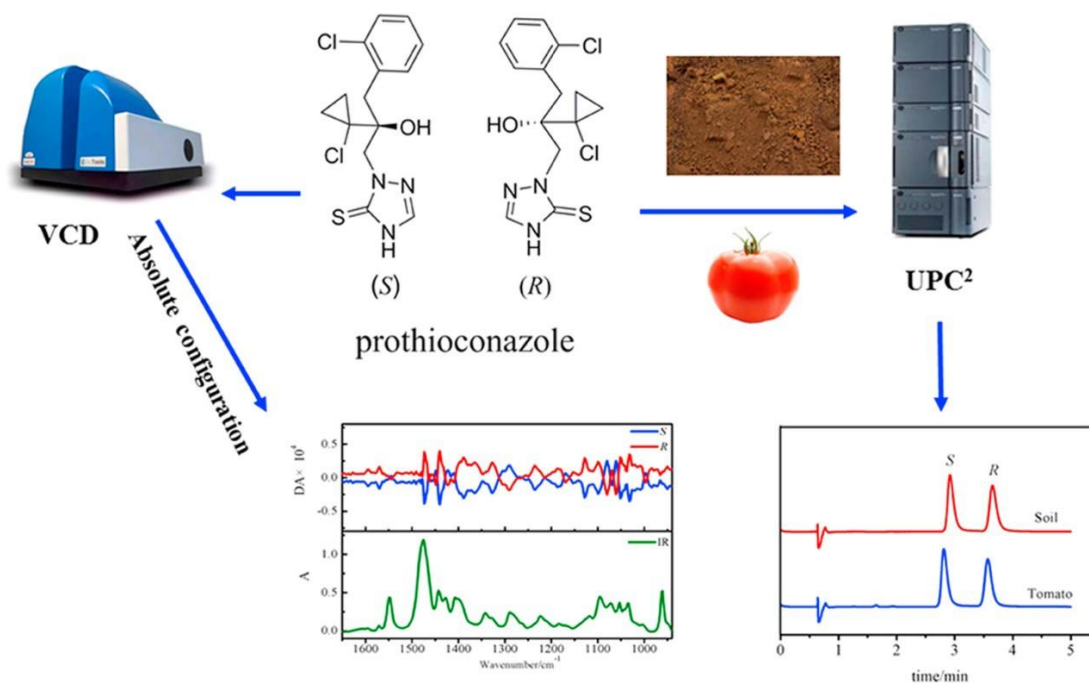 Cl
OH
Cl
N
N
S
N
H
(S)
Cl
HO
Cl
N
N
S
N
H
(R)
prothioconazole
VCD
Absolute configuration
UPC²
S
R
DA× 10⁴
0.5
0.0
-0.5
IR
A
1.0
0.5
0.0
1600 1500 1400 1300 1200 1100 1000
Wavenumber/cm⁻¹
S R
Soil
Tomato
0 1 2 3 4 5
time/min